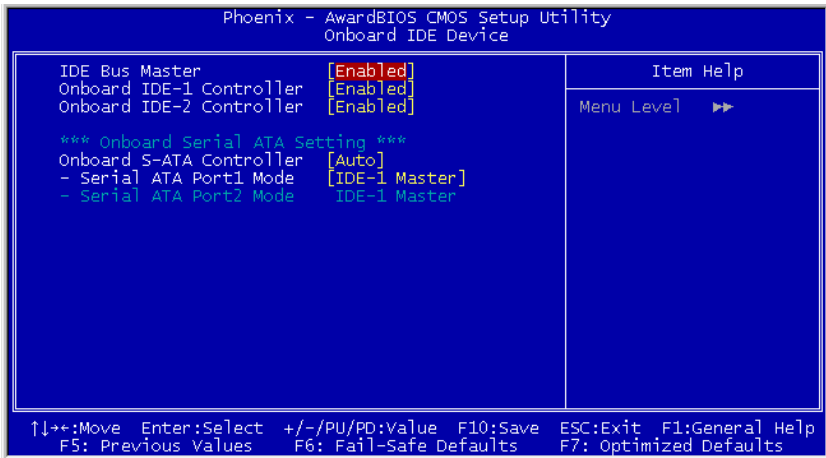 Phoenix - AwardBIOS CMOS Setup Utility
Onboard IDE Device
IDE Bus Master [Enabled]
Onboard IDE-1 Controller [Enabled]
Onboard IDE-2 Controller [Enabled]
*** Onboard Serial ATA Setting ***
Onboard S-ATA Controller [Auto]
- Serial ATA Port1 Mode [IDE-1 Master]
- Serial ATA Port2 Mode IDE-1 Master
Item Help
Menu Level ►►
↑↓→←:Move Enter:Select +/-/PU/PD:Value F10:Save ESC:Exit F1:General Help
F5: Previous Values F6: Fail-Safe Defaults F7: Optimized Defaults